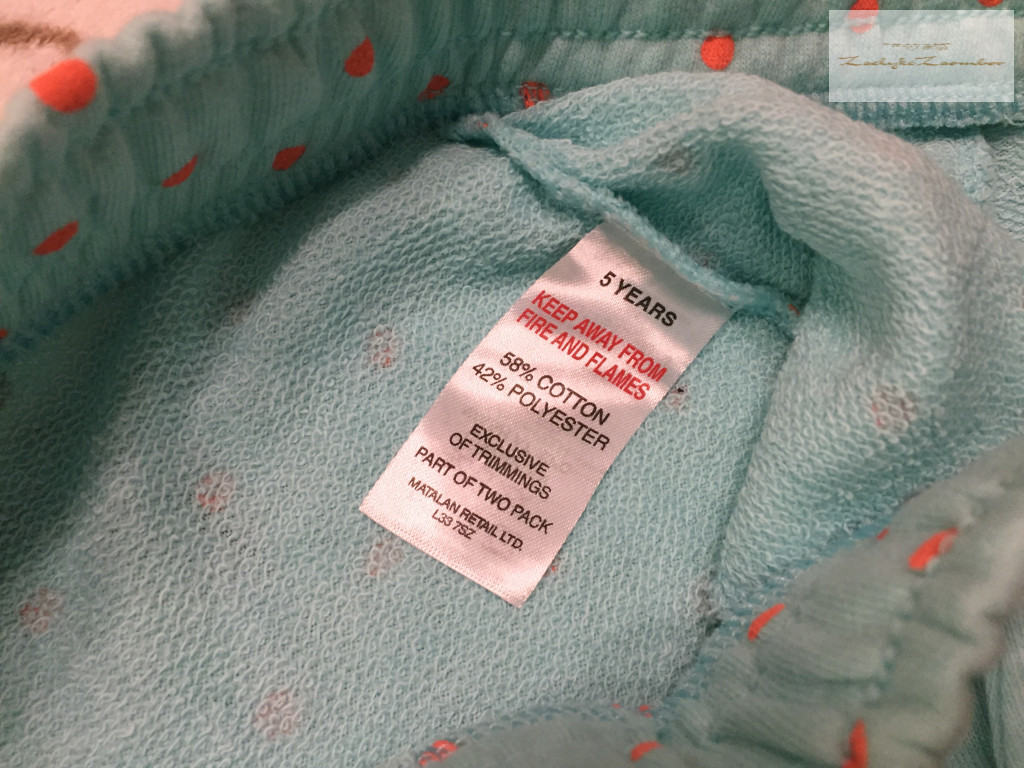 5 YEARS
KEEP AWAY FROM
FIRE AND FLAMES
58% COTTON
42% POLYESTER
EXCLUSIVE
OF TRIMMINGS
PART OF TWO PACK
MATALAN RETAIL LTD.
L33 7SZ